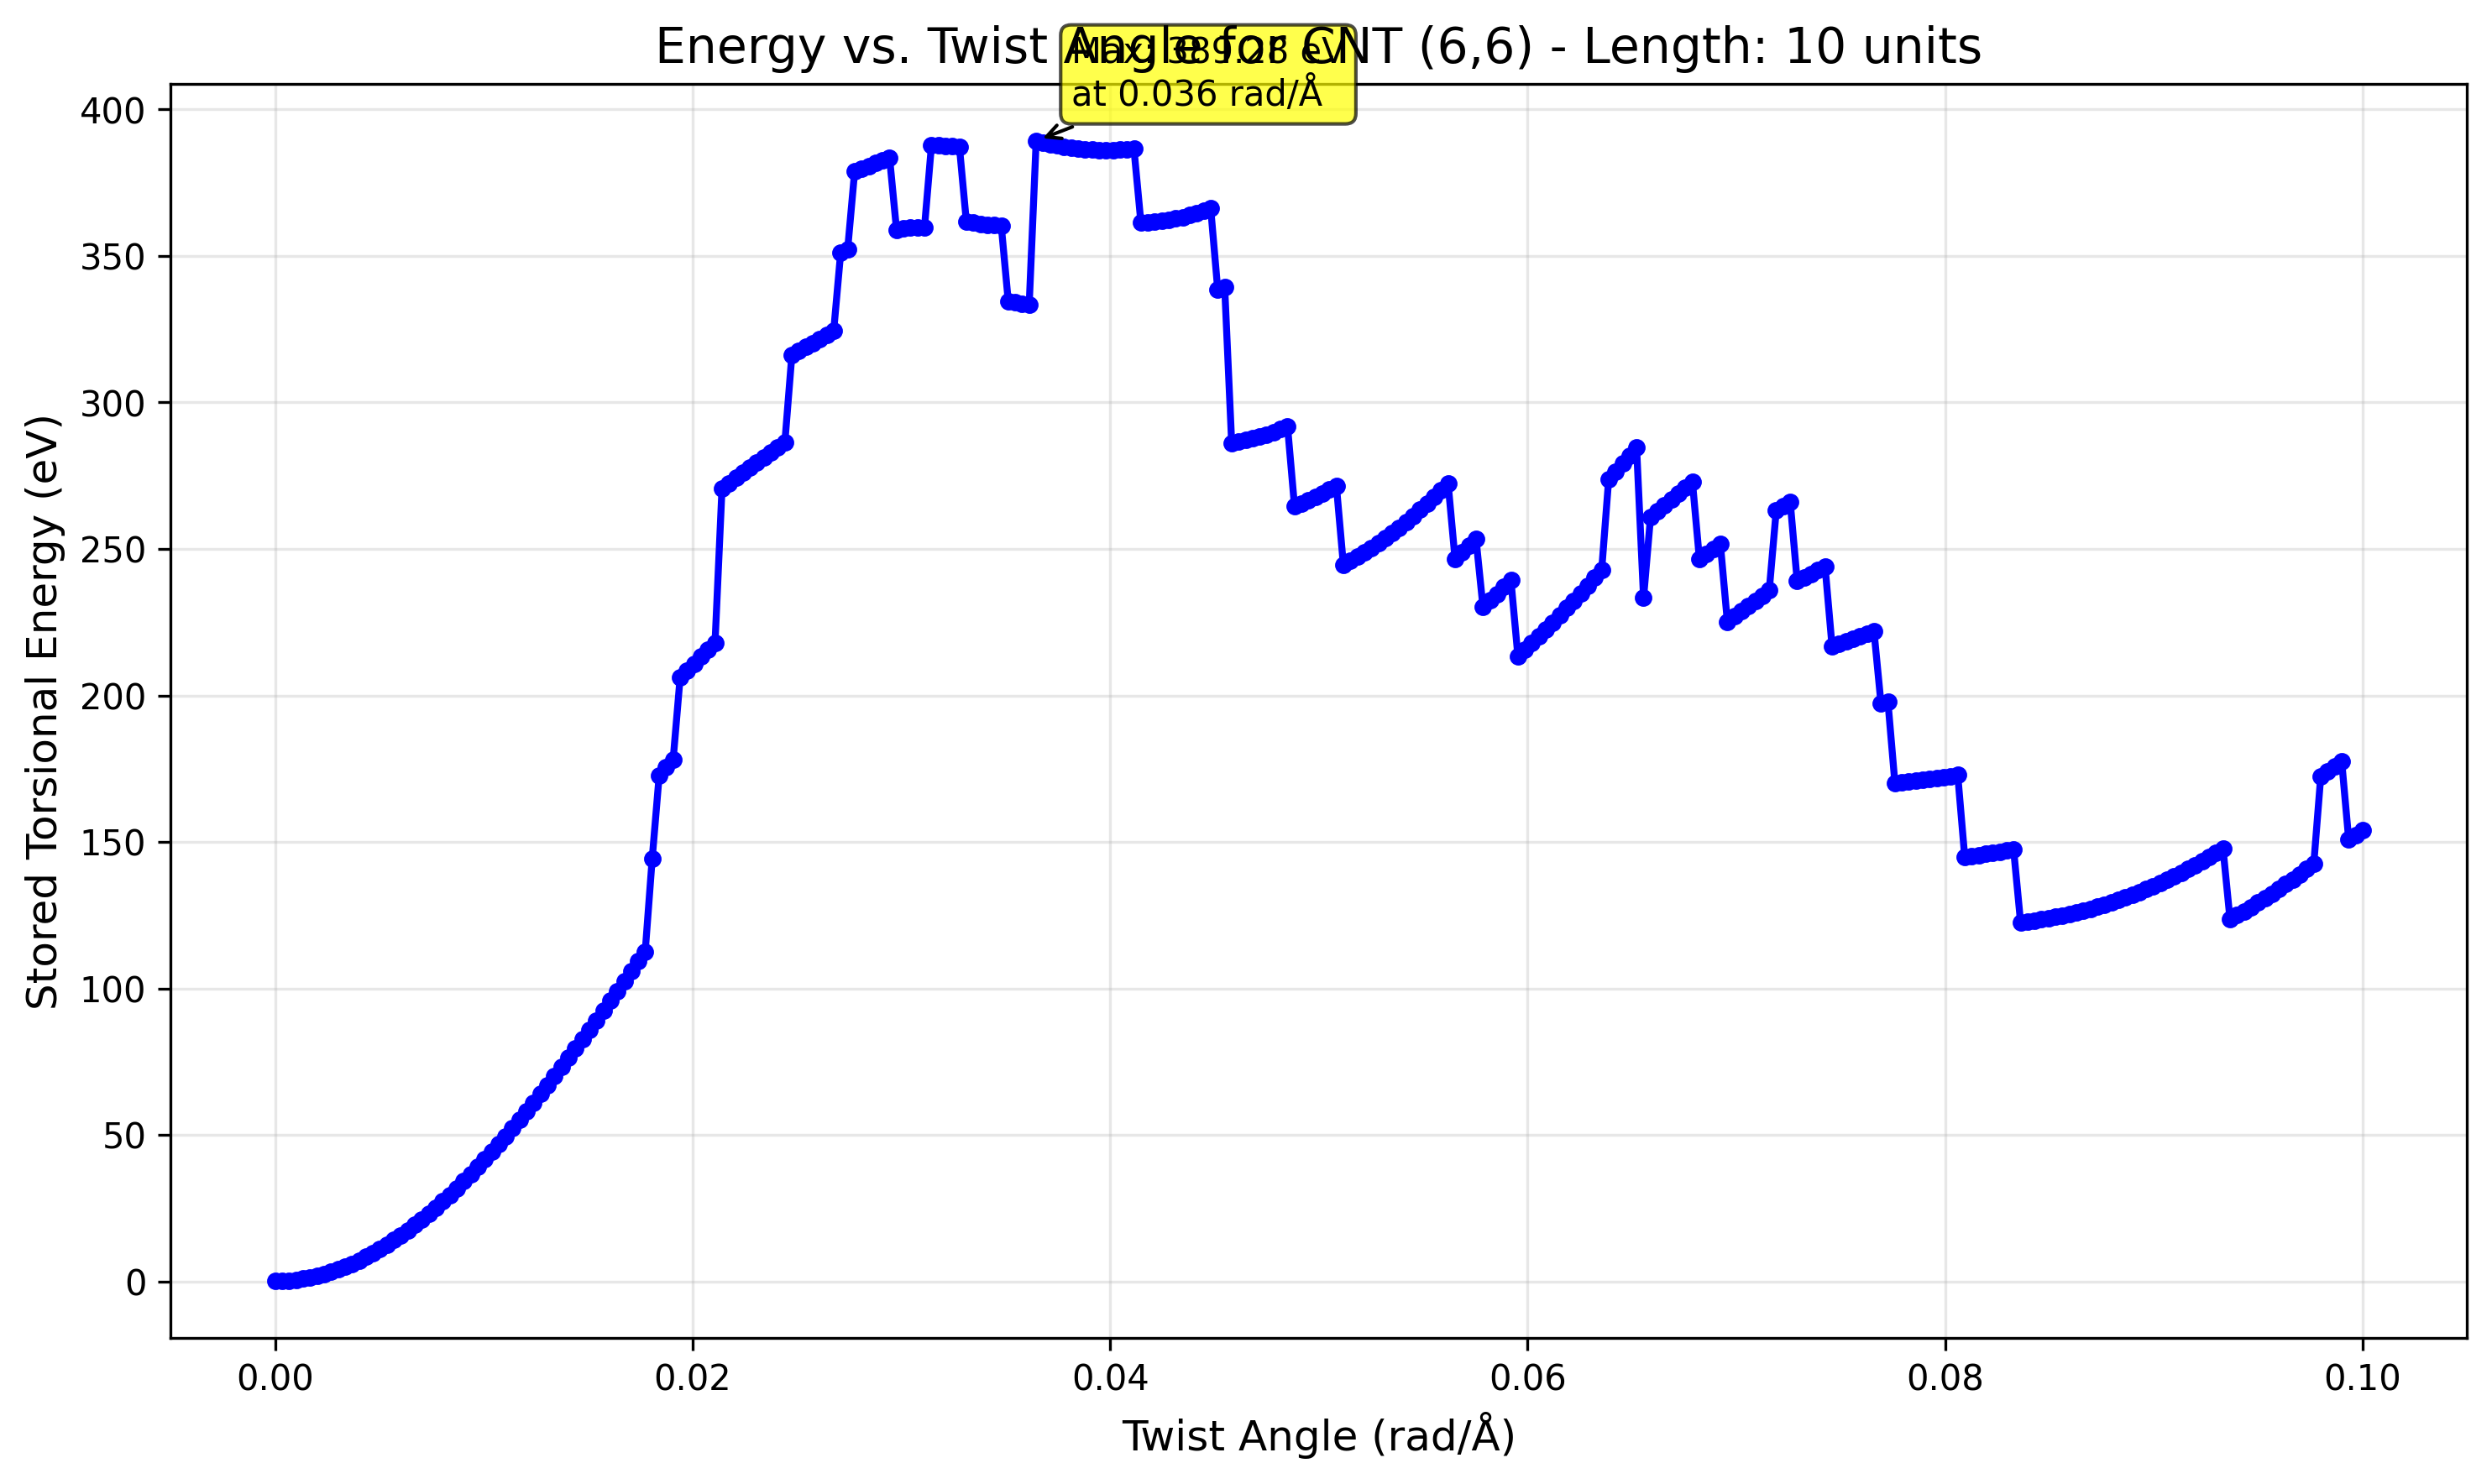 Energy vs. Twist Angle for CNT (6,6) - Length: 10 units
Max: 389.28 eV
at 0.036 rad/Å
400
350
300
250
200
150
100
50
0
Stored Torsional Energy (eV)
0.00 0.02 0.04 0.06 0.08 0.10
Twist Angle (rad/Å)